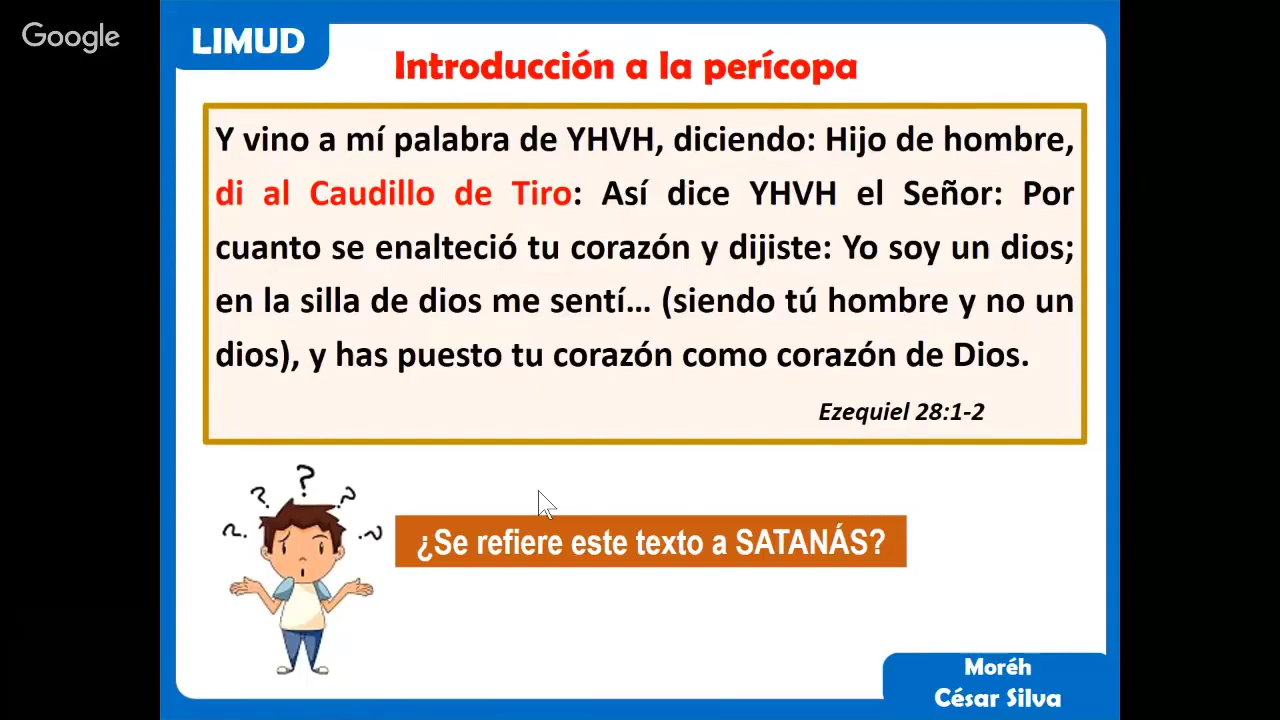 Google
LIMUD
Introducción a la perícopa
Y vino a mí palabra de YHVH, diciendo: Hijo de hombre,
di al Caudillo de Tiro: Así dice YHVH el Señor: Por
cuanto se enalteció tu corazón y dijiste: Yo soy un dios;
en la silla de dios me sentí... (siendo tú hombre y no un
dios), y has puesto tu corazón como corazón de Dios.
Ezequiel 28:1-2
? ? ? ? ?
¿Se refiere este texto a SATANÁS?
Moréh
César Silva